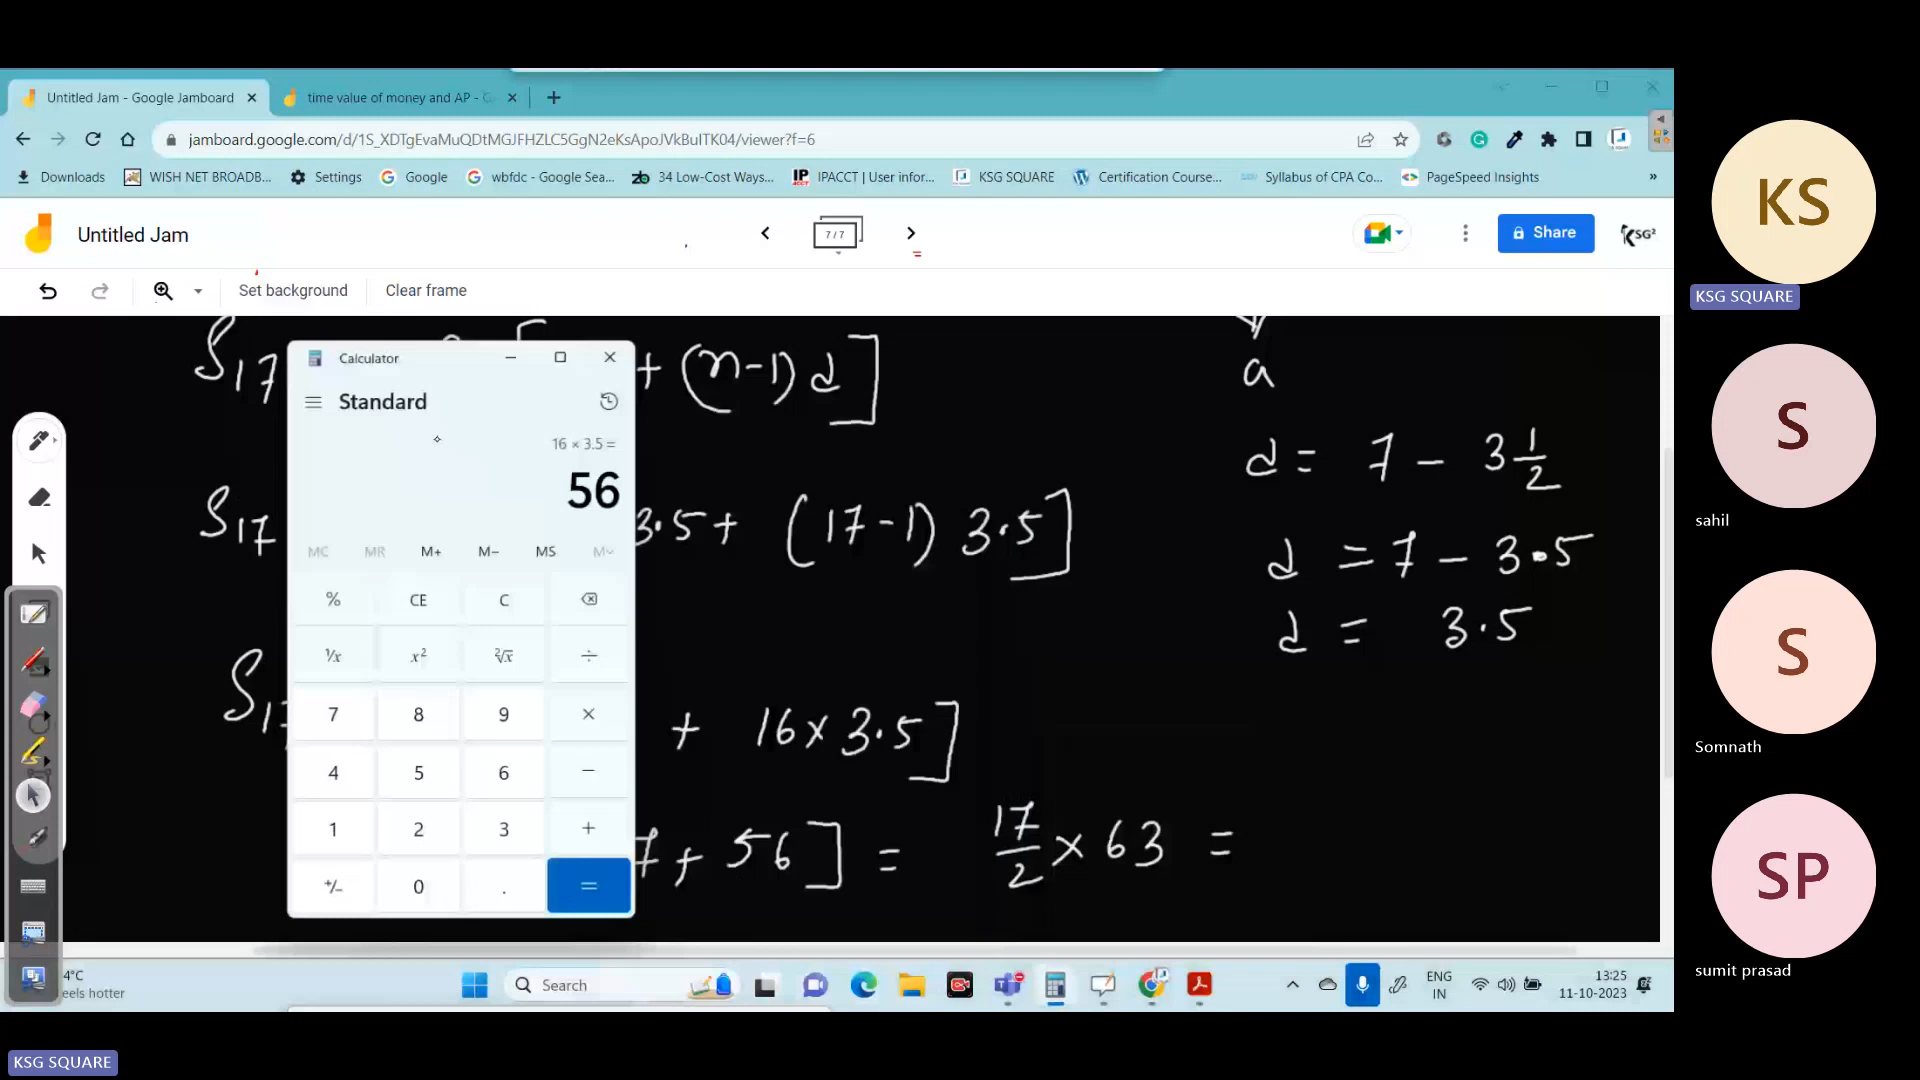 Untitled Jam - Google Jamboard
time value of money and AP -
jamboard.google.com/d/1S_XDTgEvaMuQDtMGJFHZLC5GgN2eKsApoJVkBuITK04/viewer?f=6
Downloads
WISH NET BROADB...
Settings
Google
wbfdc - Google Sea...
34 Low-Cost Ways...
IPACCT | User infor...
KSG SQUARE
Certification Course...
Syllabus of CPA Co...
PageSpeed Insights
»
Untitled Jam
7 / 7
Share
KSG²
Set background
Clear frame
S17
+ (n-1) d]
a
d = 7 - 3 1/2
S17
3.5 + (17-1) 3.5]
d = 7 - 3.5
d = 3.5
+ 16 x 3.5]
7 + 56] = 17/2 x 63 =
Calculator
Standard
16 × 3.5 =
56
MC MR M+ M− MS M˅
% CE C
¹/x x² ²√x ÷
7 8 9 ×
4 5 6 −
1 2 3 +
+/− 0 . =
4°C
eels hotter
Search
ENG
IN
13:25
11-10-2023
KS
KSG SQUARE
S
sahil
S
Somnath
SP
sumit prasad
KSG SQUARE